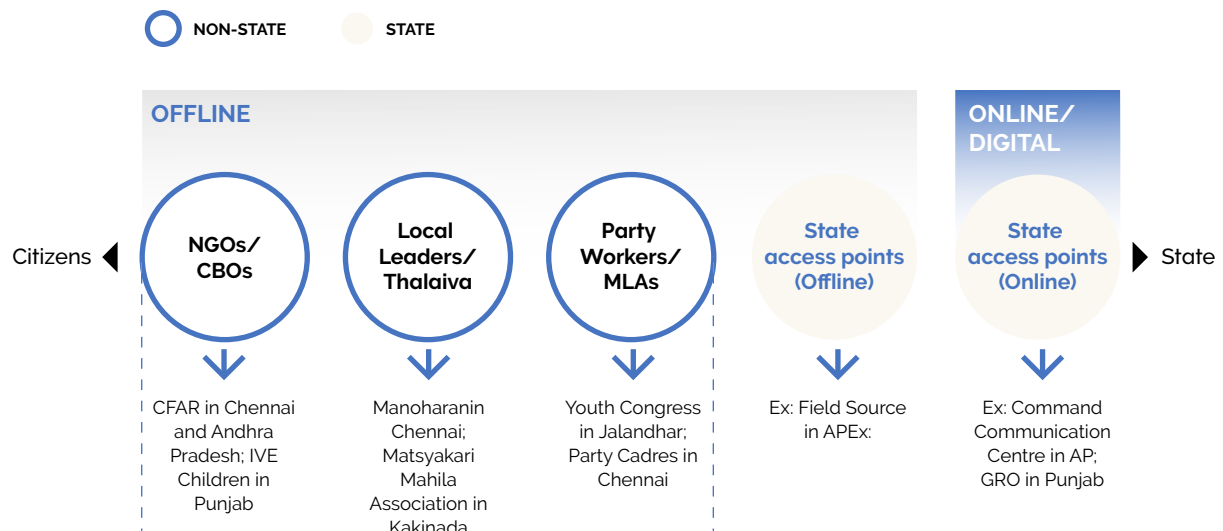 NON-STATE
STATE
OFFLINE
ONLINE/
DIGITAL
Citizens
NGOs/
CBOs
Local
Leaders/
Thalaiva
Party
Workers/
MLAs
State
access points
(Offline)
State
access points
(Online)
State
CFAR in Chennai
and Andhra
Pradesh; IVE
Children in
Punjab
Manoharanin
Chennai;
Matsyakari
Mahila
Association in
Kakinada
Youth Congress
in Jalandhar;
Party Cadres in
Chennai
Ex: Field Source
in APEx:
Ex: Command
Communication
Centre in AP;
GRO in Punjab